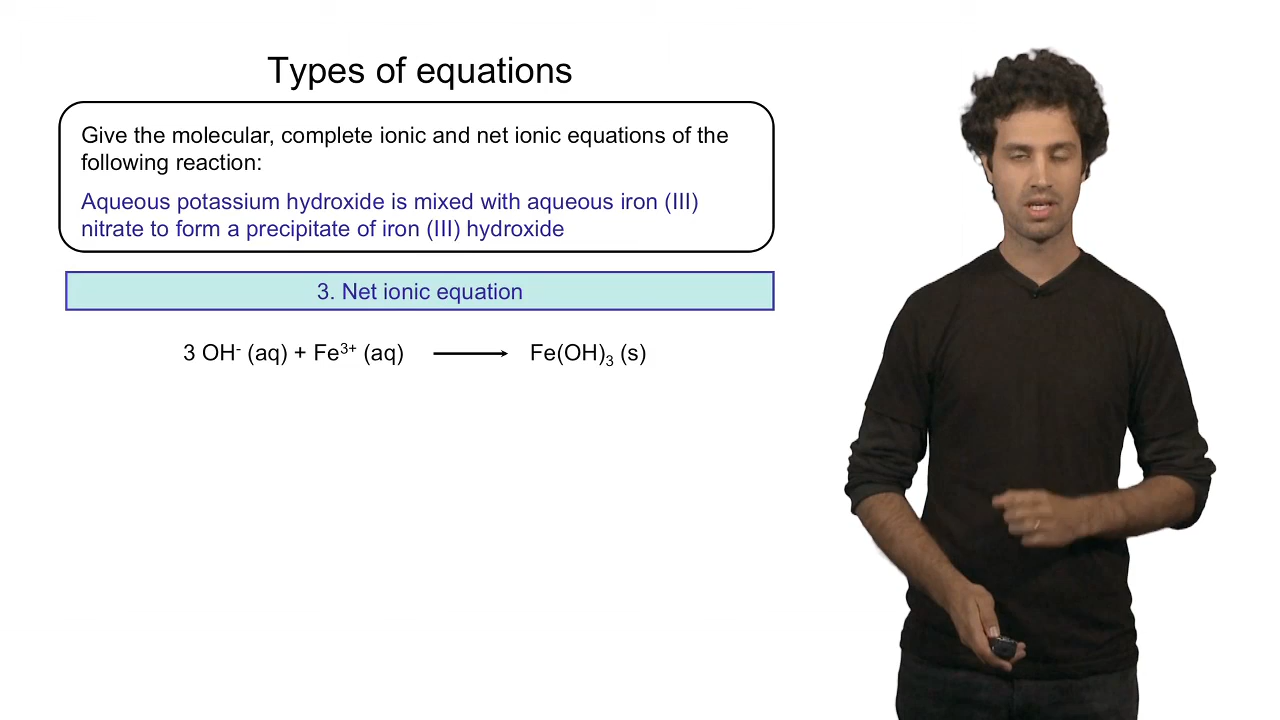 Types of equations
Give the molecular, complete ionic and net ionic equations of the
following reaction:
Aqueous potassium hydroxide is mixed with aqueous iron (III)
nitrate to form a precipitate of iron (III) hydroxide
3. Net ionic equation
3 OH⁻ (aq) + Fe³⁺ (aq) ⟶ Fe(OH)₃ (s)